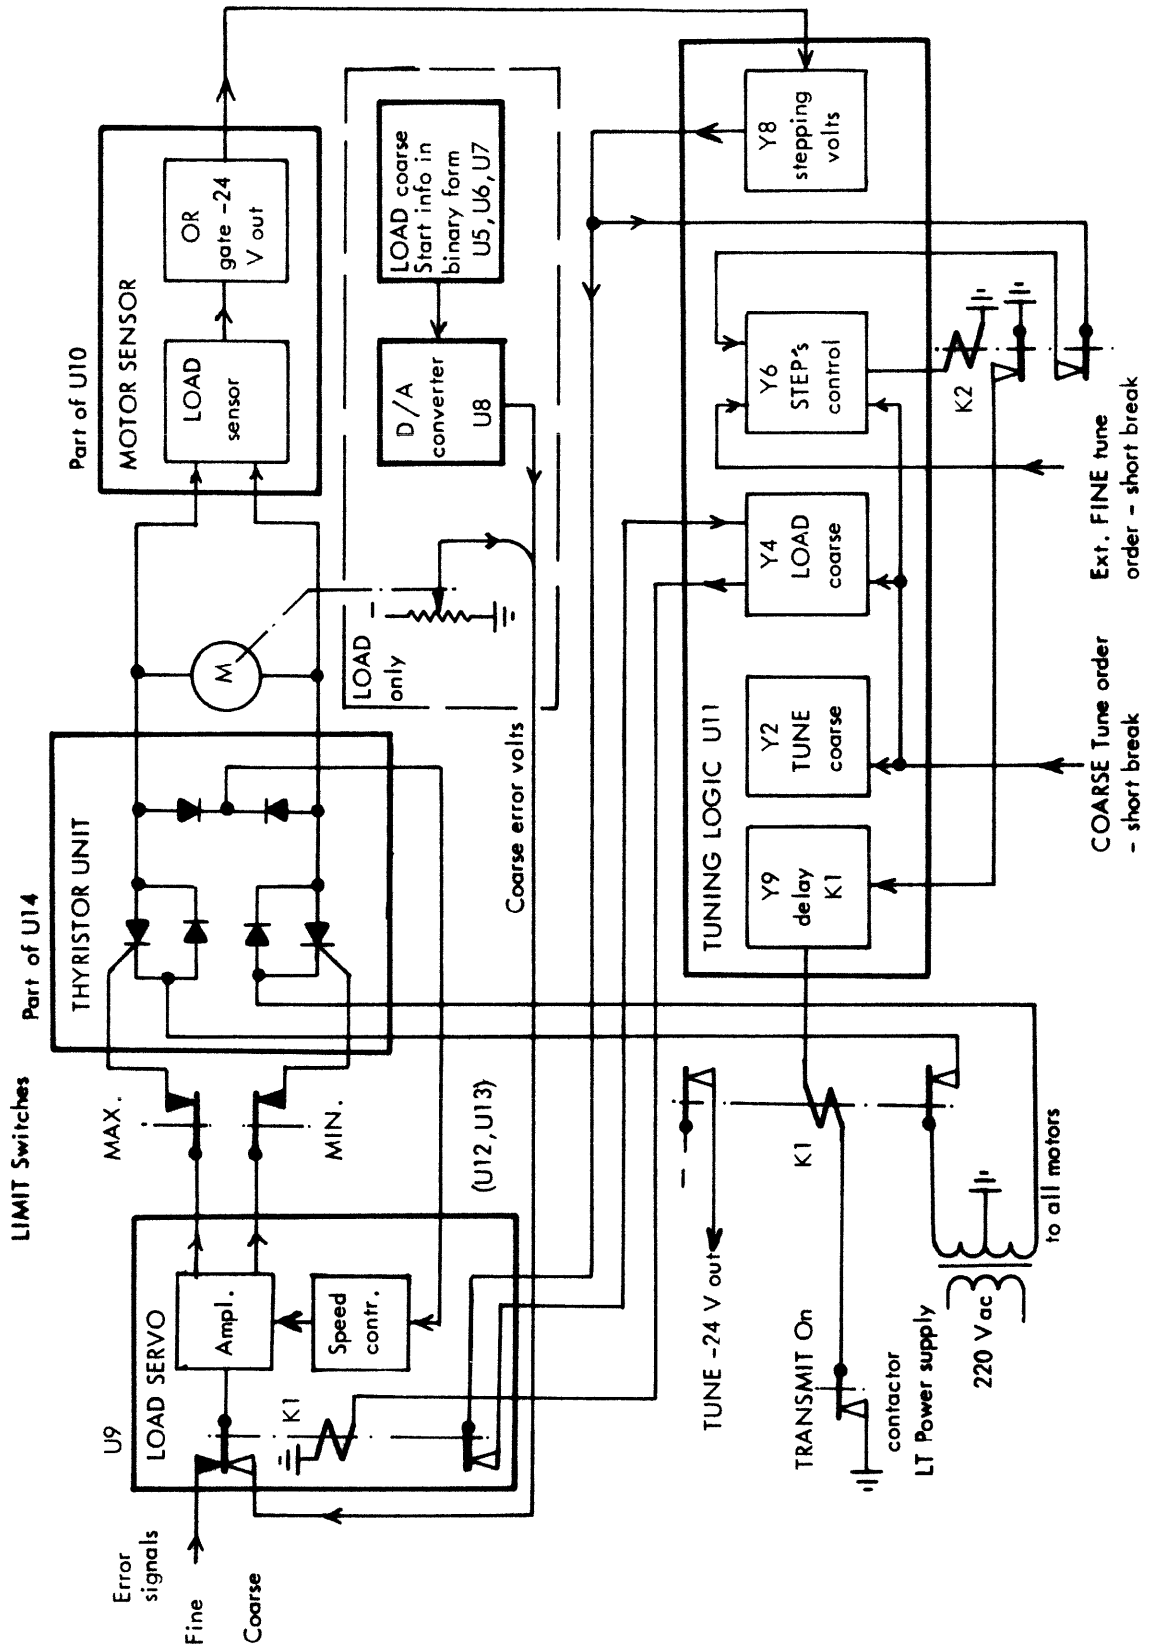 LIMIT Switches
Part of U14
Part of U10
THYRISTOR UNIT
MOTOR SENSOR
U9
LOAD SERVO
MAX.
MIN.
Ampl.
Speed
contr.
K1
Error
signals
Fine
Coarse
(U12, U13)
M
LOAD
sensor
OR
gate -24
V out
LOAD
only
D/A
converter
U8
LOAD coarse
Start info in
binary form
U5, U6, U7
Coarse error volts
TUNING LOGIC U11
Y9
delay
K1
Y2
TUNE
coarse
Y4
LOAD
coarse
Y6
STEP's
control
Y8
stepping
volts
K2
TUNE -24 V out
K1
TRANSMIT On
contactor
LT Power supply
220 Vac
to all motors
COARSE Tune order
- short break
Ext. FINE tune
order - short break